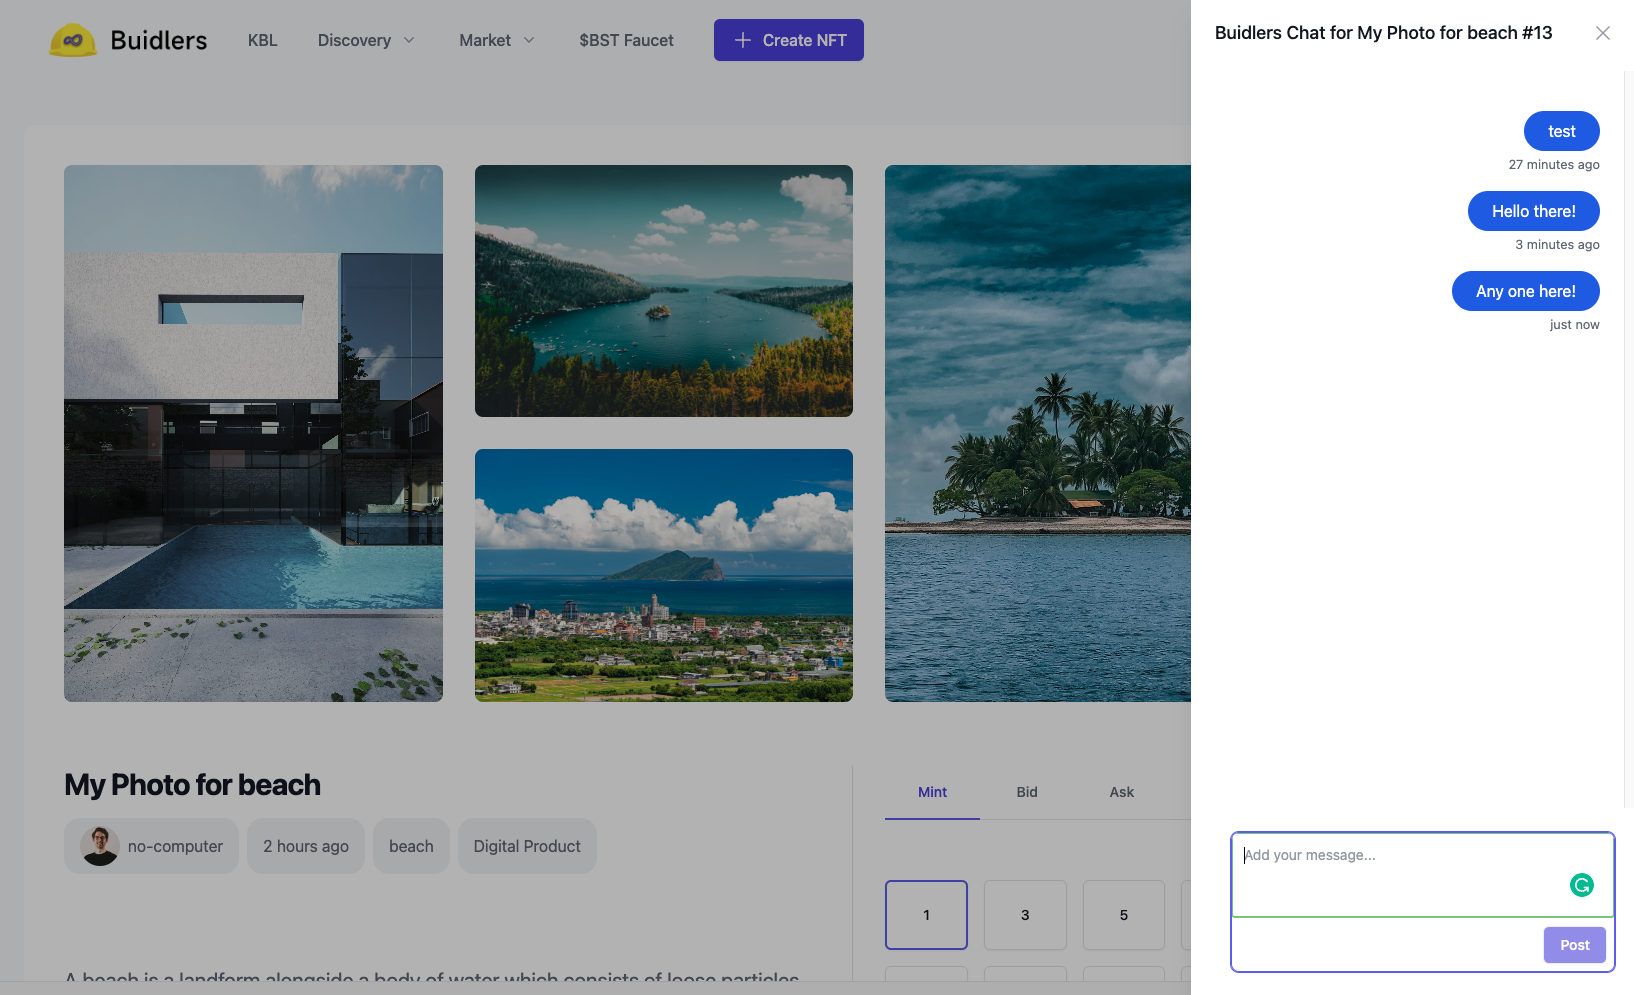 Buidlers
KBL
Discovery
Market
$BST Faucet
Create NFT
My Photo for beach
no-computer
2 hours ago
beach
Digital Product
A beach is a landform alongside a body of water which consists of loose particles.
Mint
Bid
Ask
1
3
5
Buidlers Chat for My Photo for beach #13
test
27 minutes ago
Hello there!
3 minutes ago
Any one here!
just now
Add your message...
Post